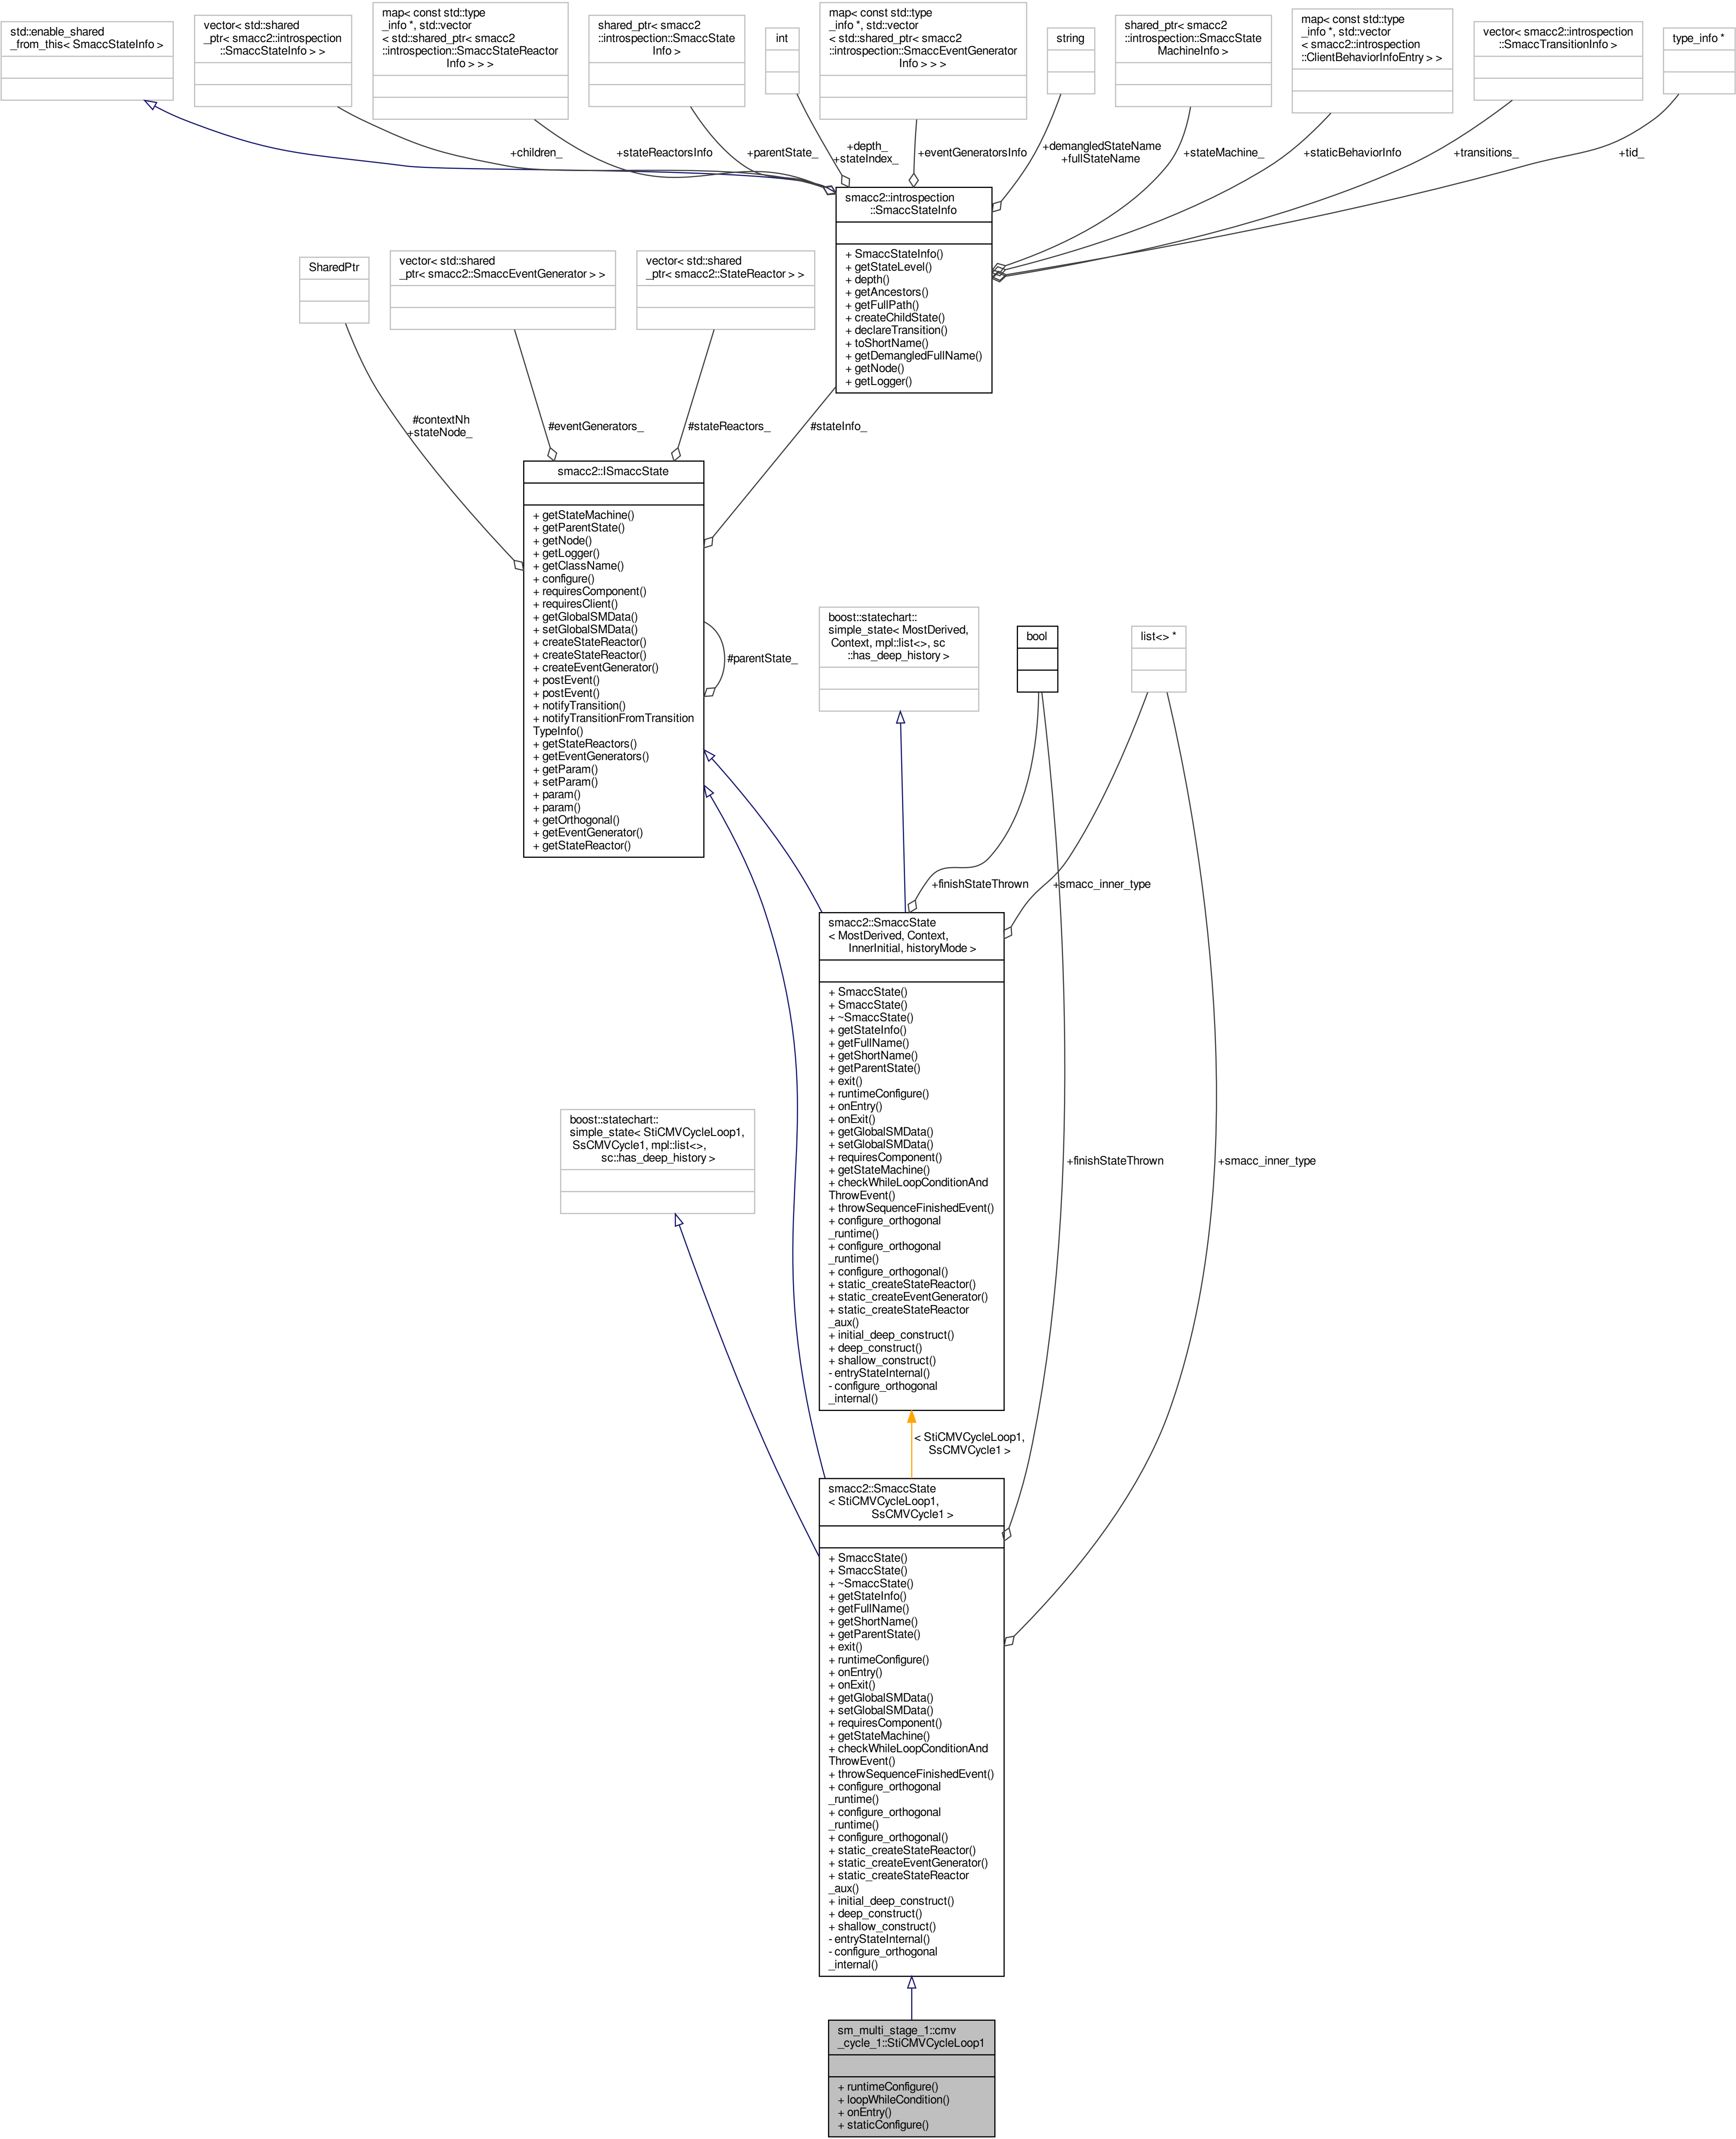 std::enable_shared
_from_this< SmaccStateInfo >
vector< std::shared
_ptr< smacc2::introspection
::SmaccStateInfo > >
map< const std::type
_info *, std::vector
< std::shared_ptr< smacc2
::introspection::SmaccStateReactor
Info > > >
shared_ptr< smacc2
::introspection::SmaccState
Info >
int
map< const std::type
_info *, std::vector
< std::shared_ptr< smacc2
::introspection::SmaccEventGenerator
Info > > >
string
shared_ptr< smacc2
::introspection::SmaccState
MachineInfo >
map< const std::type
_info *, std::vector
< smacc2::introspection
::ClientBehaviorInfoEntry > >
vector< smacc2::introspection
::SmaccTransitionInfo >
type_info *
+children_
+stateReactorsInfo
+parentState_
+depth_
+stateIndex_
+eventGeneratorsInfo
+demangledStateName
+fullStateName
+stateMachine_
+staticBehaviorInfo
+transitions_
+tid_
smacc2::introspection
::SmaccStateInfo
+ SmaccStateInfo()
+ getStateLevel()
+ depth()
+ getAncestors()
+ getFullPath()
+ createChildState()
+ declareTransition()
+ toShortName()
+ getDemangledFullName()
+ getNode()
+ getLogger()
SharedPtr
vector< std::shared
_ptr< smacc2::SmaccEventGenerator > >
vector< std::shared
_ptr< smacc2::StateReactor > >
#contextNh
+stateNode_
#eventGenerators_
#stateReactors_
#stateInfo_
smacc2::ISmaccState
+ getStateMachine()
+ getParentState()
+ getNode()
+ getLogger()
+ getClassName()
+ configure()
+ requiresComponent()
+ requiresClient()
+ getGlobalSMData()
+ setGlobalSMData()
+ createStateReactor()
+ createStateReactor()
+ createEventGenerator()
+ postEvent()
+ postEvent()
+ notifyTransition()
+ notifyTransitionFromTransition
TypeInfo()
+ getStateReactors()
+ getEventGenerators()
+ getParam()
+ setParam()
+ param()
+ param()
+ getOrthogonal()
+ getEventGenerator()
+ getStateReactor()
#parentState_
boost::statechart::
simple_state< MostDerived,
Context, mpl::list<>, sc
::has_deep_history >
bool
list<> *
+finishStateThrown
+smacc_inner_type
smacc2::SmaccState
< MostDerived, Context,
InnerInitial, historyMode >
+ SmaccState()
+ SmaccState()
+ ~SmaccState()
+ getStateInfo()
+ getFullName()
+ getShortName()
+ getParentState()
+ exit()
+ runtimeConfigure()
+ onEntry()
+ onExit()
+ getGlobalSMData()
+ setGlobalSMData()
+ requiresComponent()
+ getStateMachine()
+ checkWhileLoopConditionAnd
ThrowEvent()
+ throwSequenceFinishedEvent()
+ configure_orthogonal
_runtime()
+ configure_orthogonal
_runtime()
+ configure_orthogonal()
+ static_createStateReactor()
+ static_createEventGenerator()
+ static_createStateReactor
_aux()
+ initial_deep_construct()
+ deep_construct()
+ shallow_construct()
- entryStateInternal()
- configure_orthogonal
_internal()
boost::statechart::
simple_state< StiCMVCycleLoop1,
SsCMVCycle1, mpl::list<>,
sc::has_deep_history >
+finishStateThrown
+smacc_inner_type
< StiCMVCycleLoop1,
SsCMVCycle1 >
smacc2::SmaccState
< StiCMVCycleLoop1,
SsCMVCycle1 >
+ SmaccState()
+ SmaccState()
+ ~SmaccState()
+ getStateInfo()
+ getFullName()
+ getShortName()
+ getParentState()
+ exit()
+ runtimeConfigure()
+ onEntry()
+ onExit()
+ getGlobalSMData()
+ setGlobalSMData()
+ requiresComponent()
+ getStateMachine()
+ checkWhileLoopConditionAnd
ThrowEvent()
+ throwSequenceFinishedEvent()
+ configure_orthogonal
_runtime()
+ configure_orthogonal
_runtime()
+ configure_orthogonal()
+ static_createStateReactor()
+ static_createEventGenerator()
+ static_createStateReactor
_aux()
+ initial_deep_construct()
+ deep_construct()
+ shallow_construct()
- entryStateInternal()
- configure_orthogonal
_internal()
sm_multi_stage_1::cmv
_cycle_1::StiCMVCycleLoop1
+ runtimeConfigure()
+ loopWhileCondition()
+ onEntry()
+ staticConfigure()